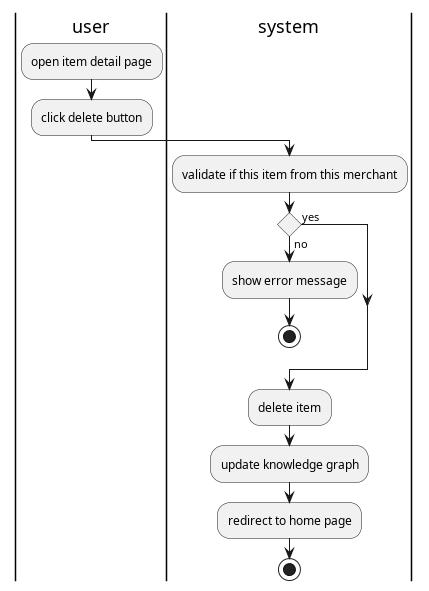 user
system
open item detail page
click delete button
validate if this item from this merchant
yes
no
show error message
delete item
update knowledge graph
redirect to home page